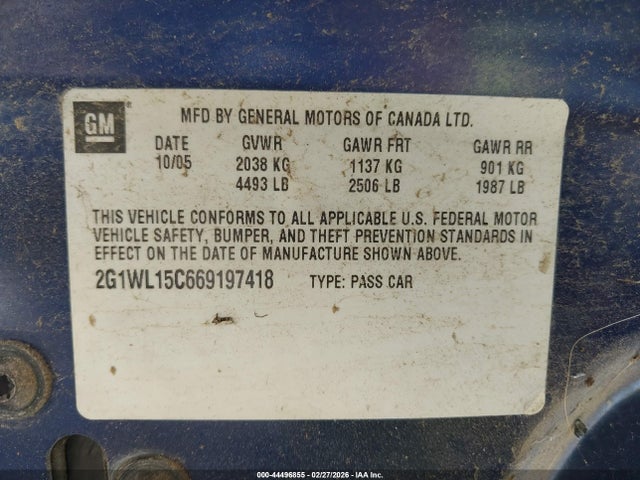 GM
MFD BY GENERAL MOTORS OF CANADA LTD.
DATE GVWR GAWR FRT GAWR RR
10/05 2038 KG 1137 KG 901 KG
4493 LB 2506 LB 1987 LB
THIS VEHICLE CONFORMS TO ALL APPLICABLE U.S. FEDERAL MOTOR
VEHICLE SAFETY, BUMPER, AND THEFT PREVENTION STANDARDS IN
EFFECT ON THE DATE OF MANUFACTURE SHOWN ABOVE.
2G1WL15C669197418 TYPE: PASS CAR
000-44496855 - 02/27/2026 - IAA Inc.